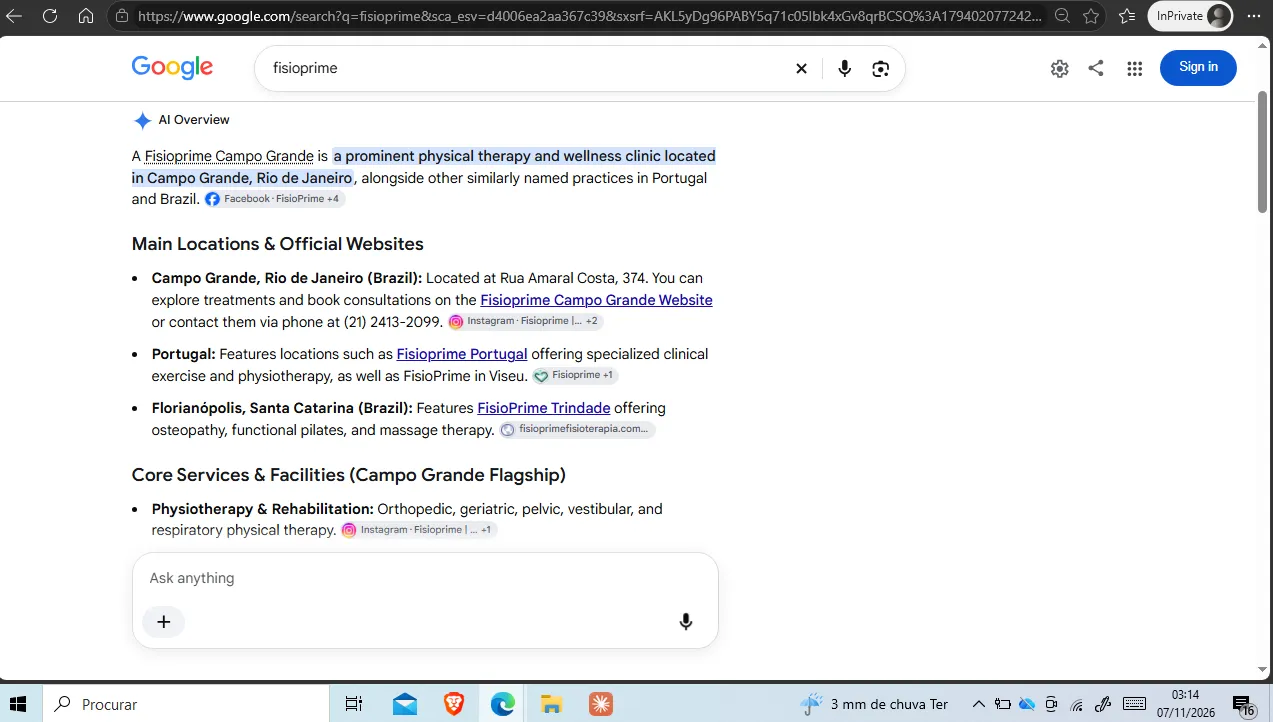 https://www.google.com/search?q=fisioprime&sca_esv=d4006ea2aa367c39&sxsrf=AKL5yDg96PABY5q71c05Ibk4xGv8qrBCSQ%3A179402077242...
InPrivate
Google
fisioprime
Sign in
AI Overview
A Fisioprime Campo Grande is a prominent physical therapy and wellness clinic located
in Campo Grande, Rio de Janeiro, alongside other similarly named practices in Portugal
and Brazil. Facebook · FisioPrime +4
Main Locations & Official Websites
• Campo Grande, Rio de Janeiro (Brazil): Located at Rua Amaral Costa, 374. You can
explore treatments and book consultations on the Fisioprime Campo Grande Website
or contact them via phone at (21) 2413-2099. Instagram · Fisioprime |... +2
• Portugal: Features locations such as Fisioprime Portugal offering specialized clinical
exercise and physiotherapy, as well as FisioPrime in Viseu. Fisioprime +1
• Florianópolis, Santa Catarina (Brazil): Features FisioPrime Trindade offering
osteopathy, functional pilates, and massage therapy. fisioprimefisioterapia.com...
Core Services & Facilities (Campo Grande Flagship)
• Physiotherapy & Rehabilitation: Orthopedic, geriatric, pelvic, vestibular, and
respiratory physical therapy. Instagram · Fisioprime | ... +1
Ask anything
Procurar
3 mm de chuva Ter
03:14
07/11/2026
16